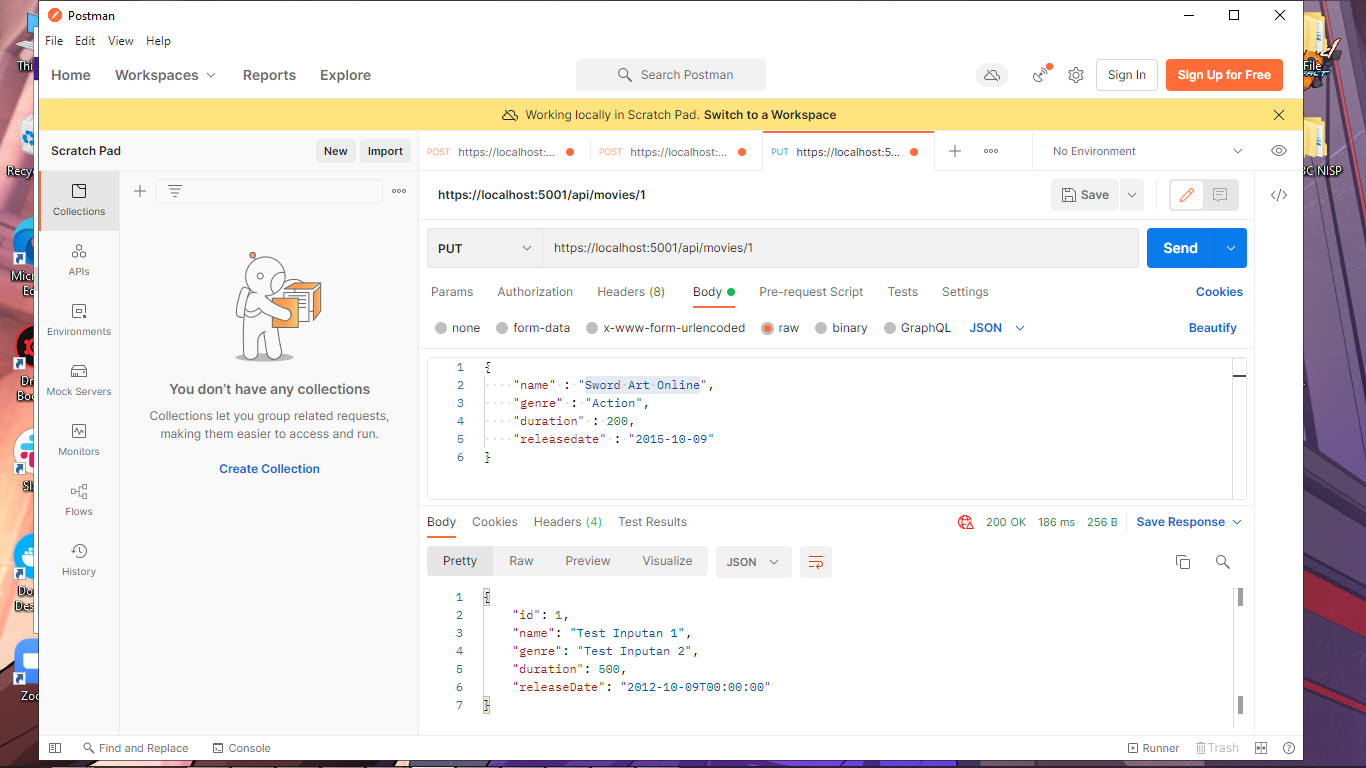 Postman
File Edit View Help
Home Workspaces Reports Explore Search Postman Sign In Sign Up for Free
Working locally in Scratch Pad. Switch to a Workspace
Scratch Pad New Import
POST https://localhost:... POST https://localhost:... PUT https://localhost:5... No Environment
https://localhost:5001/api/movies/1 Save
PUT https://localhost:5001/api/movies/1 Send
Params Authorization Headers (8) Body Pre-request Script Tests Settings Cookies
none form-data x-www-form-urlencoded raw binary GraphQL JSON Beautify
1 {
2 "name" : "Sword Art Online",
3 "genre" : "Action",
4 "duration" : 200,
5 "releasedate" : "2015-10-09"
6 }
Collections
APIs
Environments
Mock Servers
Monitors
Flows
History
You don't have any collections
Collections let you group related requests,
making them easier to access and run.
Create Collection
Body Cookies Headers (4) Test Results 200 OK 186 ms 256 B Save Response
Pretty Raw Preview Visualize JSON
1 {
2 "id": 1,
3 "name": "Test Inputan 1",
4 "genre": "Test Inputan 2",
5 "duration": 500,
6 "releaseDate": "2012-10-09T00:00:00"
7 }
Find and Replace Console Runner Trash
File
NISP